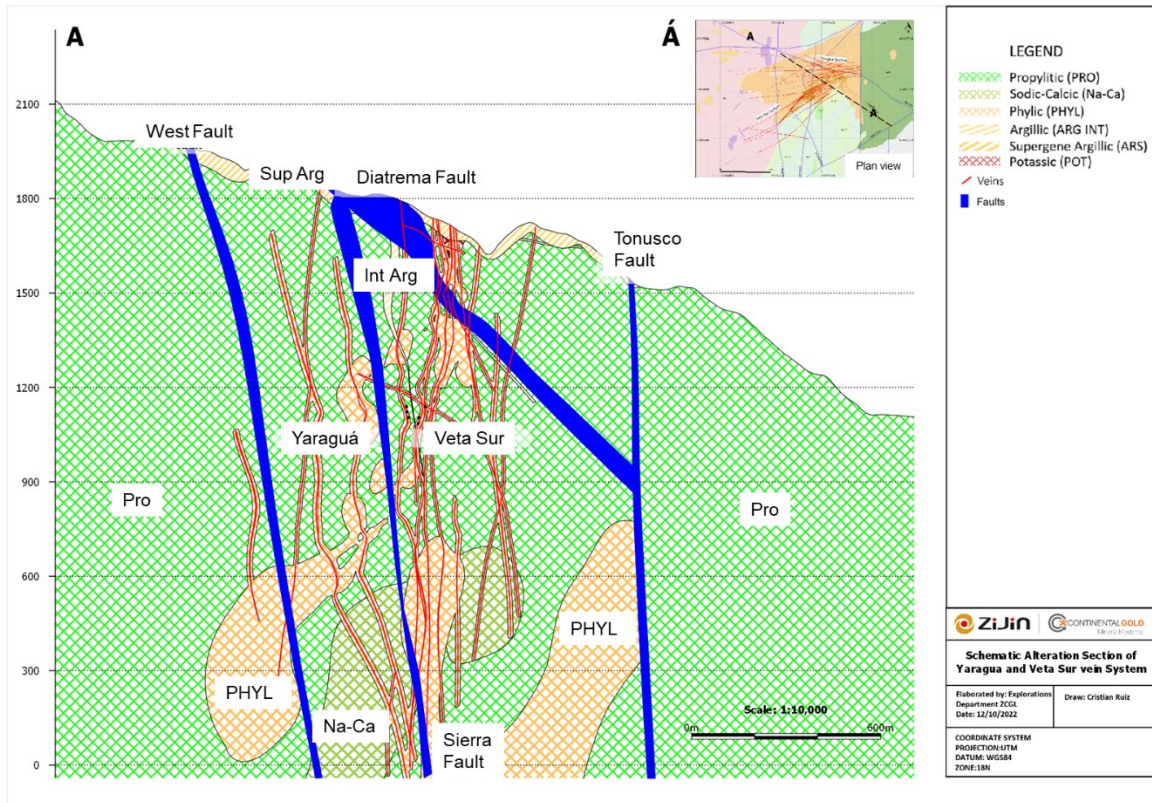 A
Á
A
Á
Plan view
LEGEND
Propylitic (PRO)
Sodic-Calcic (Na-Ca)
Phylic (PHYL)
Argillic (ARG INT)
Supergene Argillic (ARS)
Potassic (POT)
Veins
Faults
2100
1800
1500
1200
900
600
300
0
West Fault
Sup Arg
Diatrema Fault
Tonusco
Fault
Int Arg
Yaraguá
Veta Sur
Pro
Pro
PHYL
PHYL
Na-Ca
Sierra
Fault
Scale: 1:10,000
0m
600m
ZiJin
CONTINENTALGOLD
Schematic Alteration Section of
Yaragua and Veta Sur vein System
Elaborated by: Explorations
Department ZCGL
Date: 12/10/2022
Draw: Cristian Ruiz
COORDINATE SYSTEM
PROJECTION:UTM
DATUM: WGS84
ZONE:18N